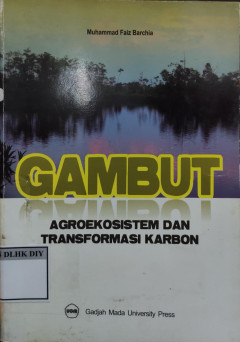 Muhammad Faiz Barchia
GAMBUT
AGROEKOSISTEM DAN
TRANSFORMASI KARBON
DLHK DIY
Gadjah Mada University Press